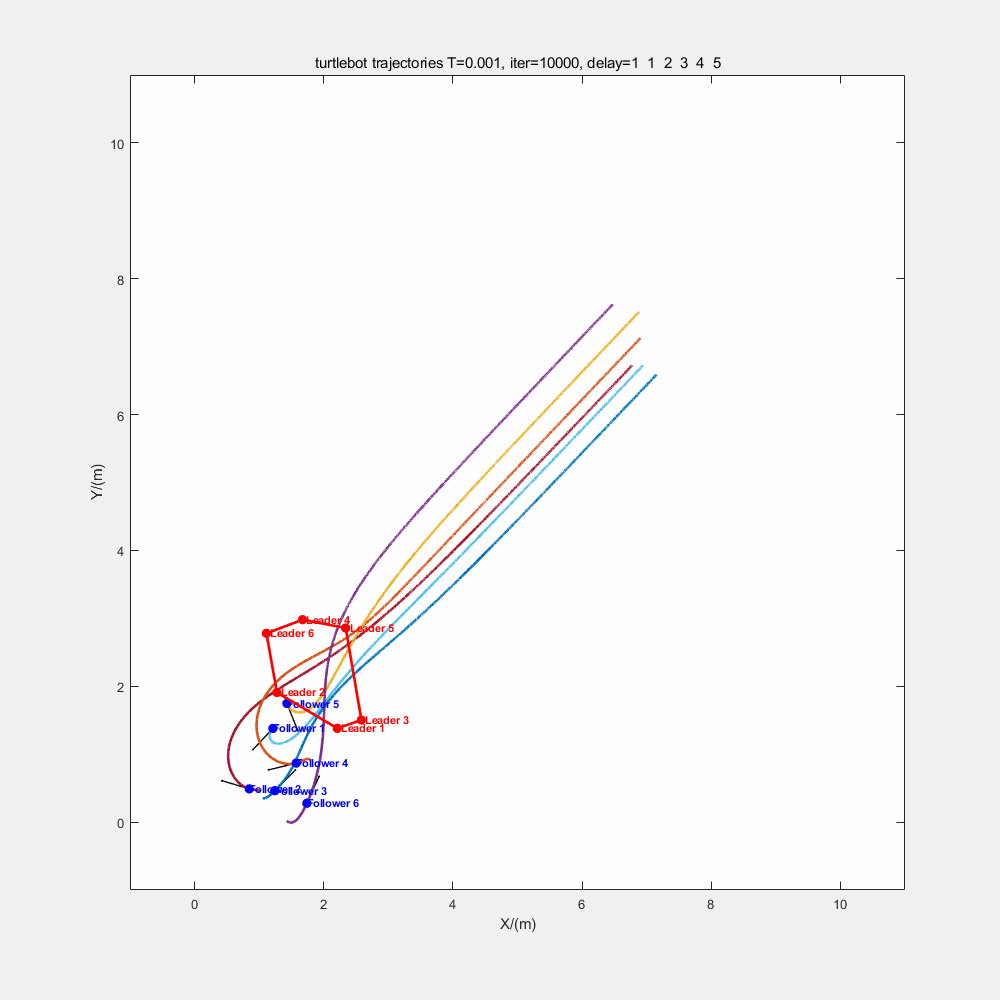 turtlebot trajectories T=0.001, iter=10000, delay=1 1 2 3 4 5
10
8
6
4
2
0
Y/(m)
Leader 4
Leader 5
Leader 6
Leader 2
Leader 3
Leader 1
Follower 5
Follower 1
Follower 4
Follower 2
Follower 3
Follower 6
0 2 4 6 8 10
X/(m)